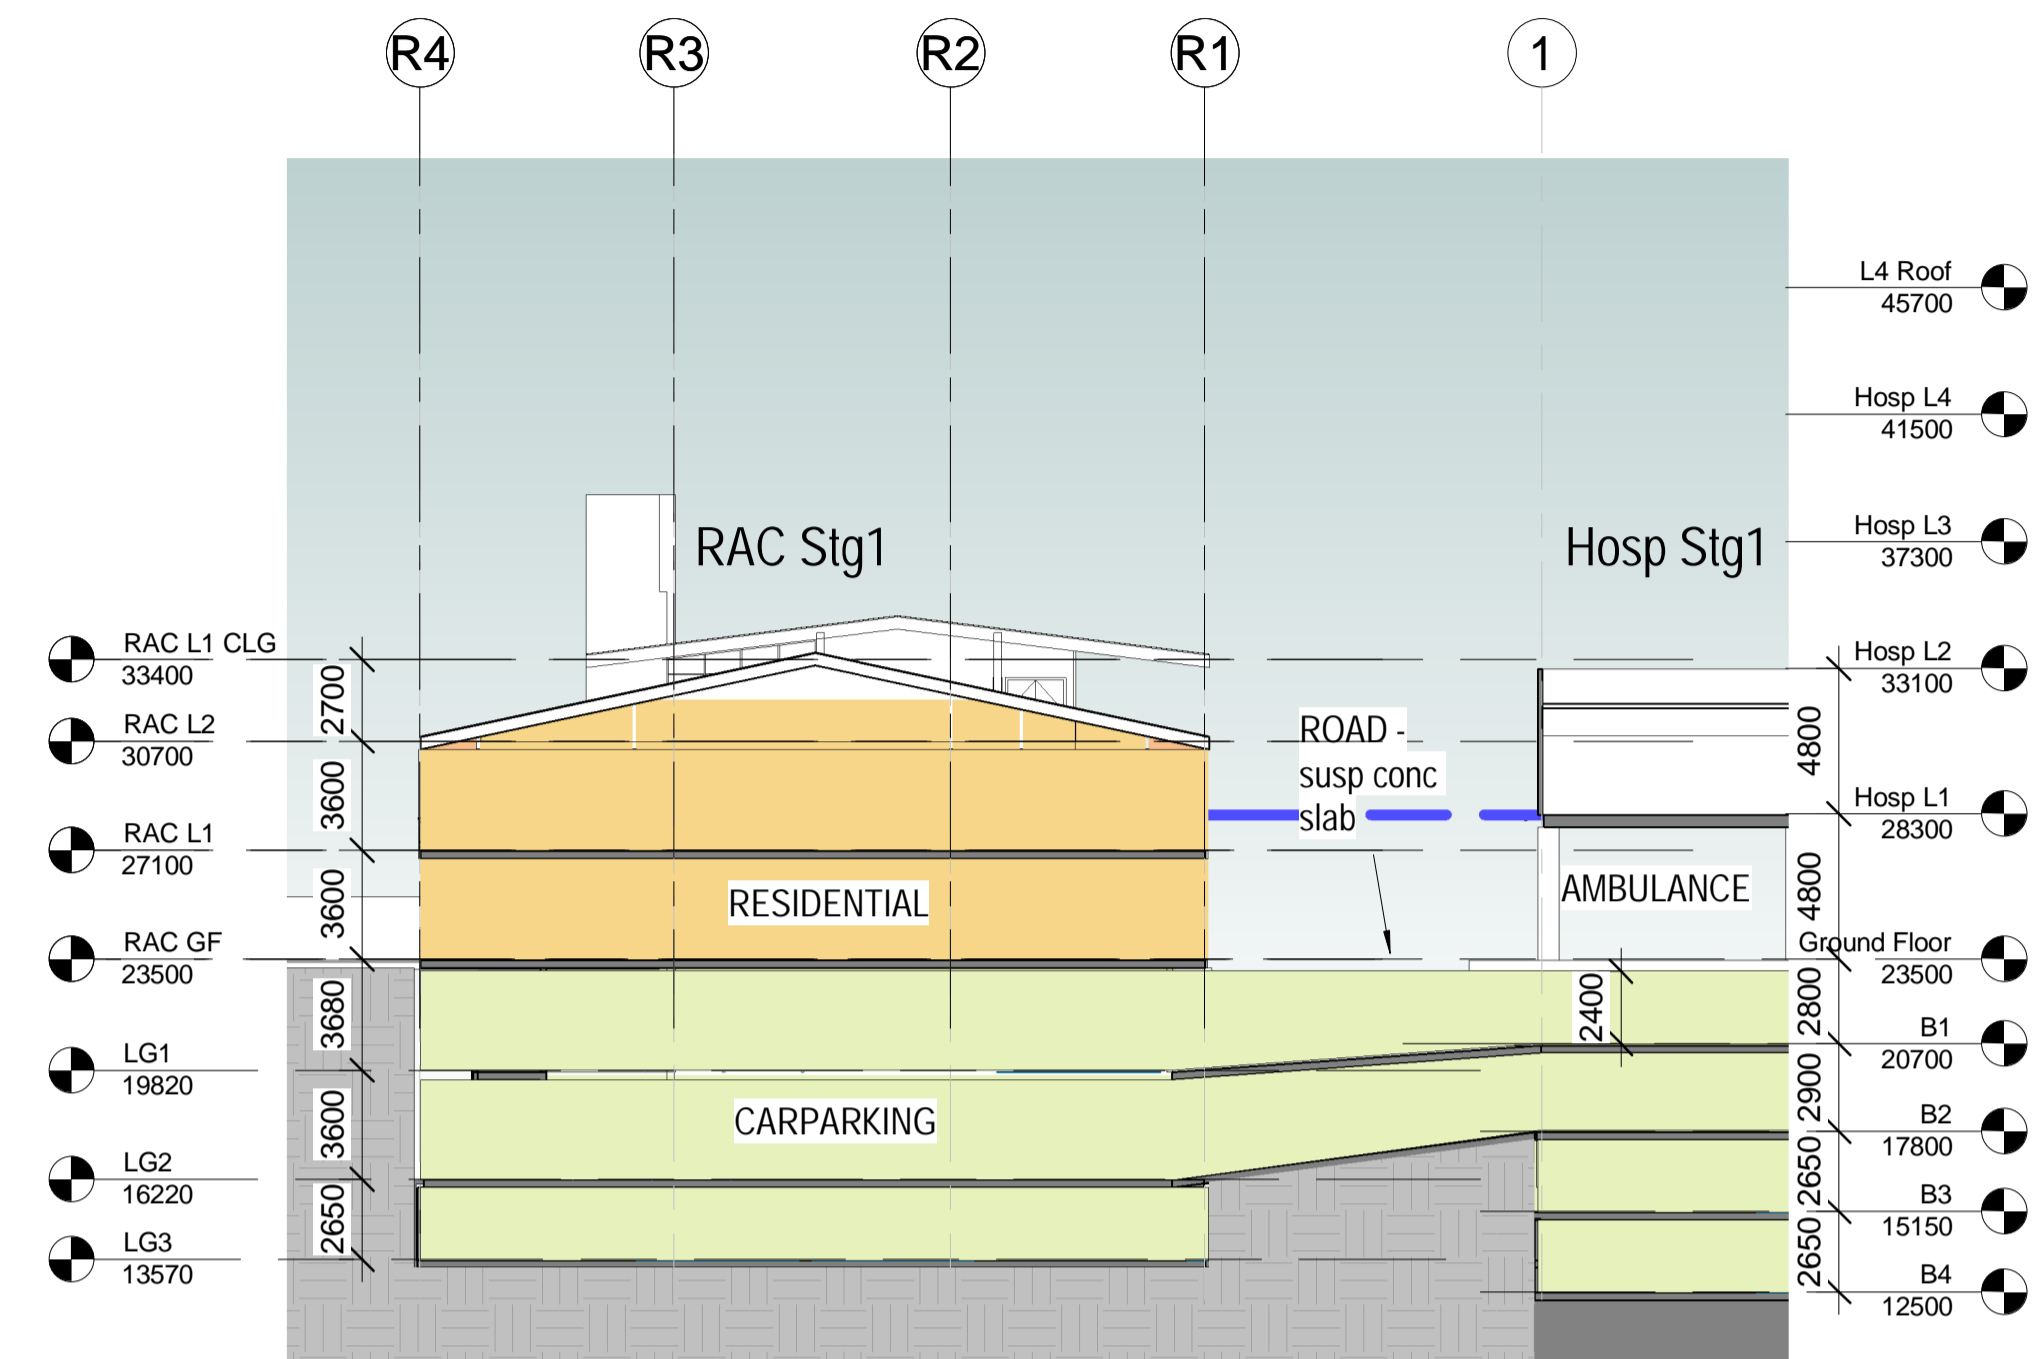 R4
R3
R2
R1
1
L4 Roof
45700
Hosp L4
41500
RAC Stg1
Hosp Stg1
Hosp L3
37300
RAC L1 CLG
33400
Hosp L2
33100
2700
RAC L2
30700
ROAD -
susp conc
slab
4800
3600
Hosp L1
28300
RAC L1
27100
3600
RESIDENTIAL
AMBULANCE
4800
RAC GF
23500
Ground Floor
23500
3680
2400
2800
B1
20700
LG1
19820
2900
3600
CARPARKING
B2
17800
LG2
16220
2650
B3
15150
2650
LG3
13570
2650
B4
12500